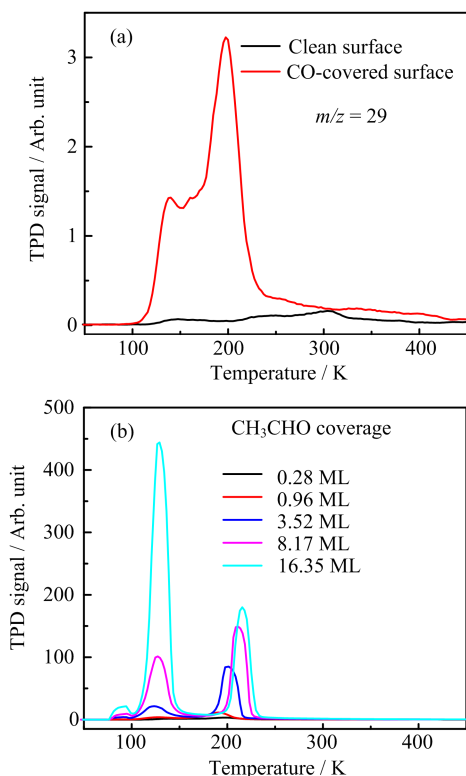 (a)
Clean surface
CO-covered surface
m/z = 29
TPD signal / Arb. unit
3
2
1
0
100
200
300
400
Temperature / K
(b)
CH₃CHO coverage
0.28 ML
0.96 ML
3.52 ML
8.17 ML
16.35 ML
TPD signal / Arb. unit
500
400
300
200
100
0
100
200
300
400
Temperature / K